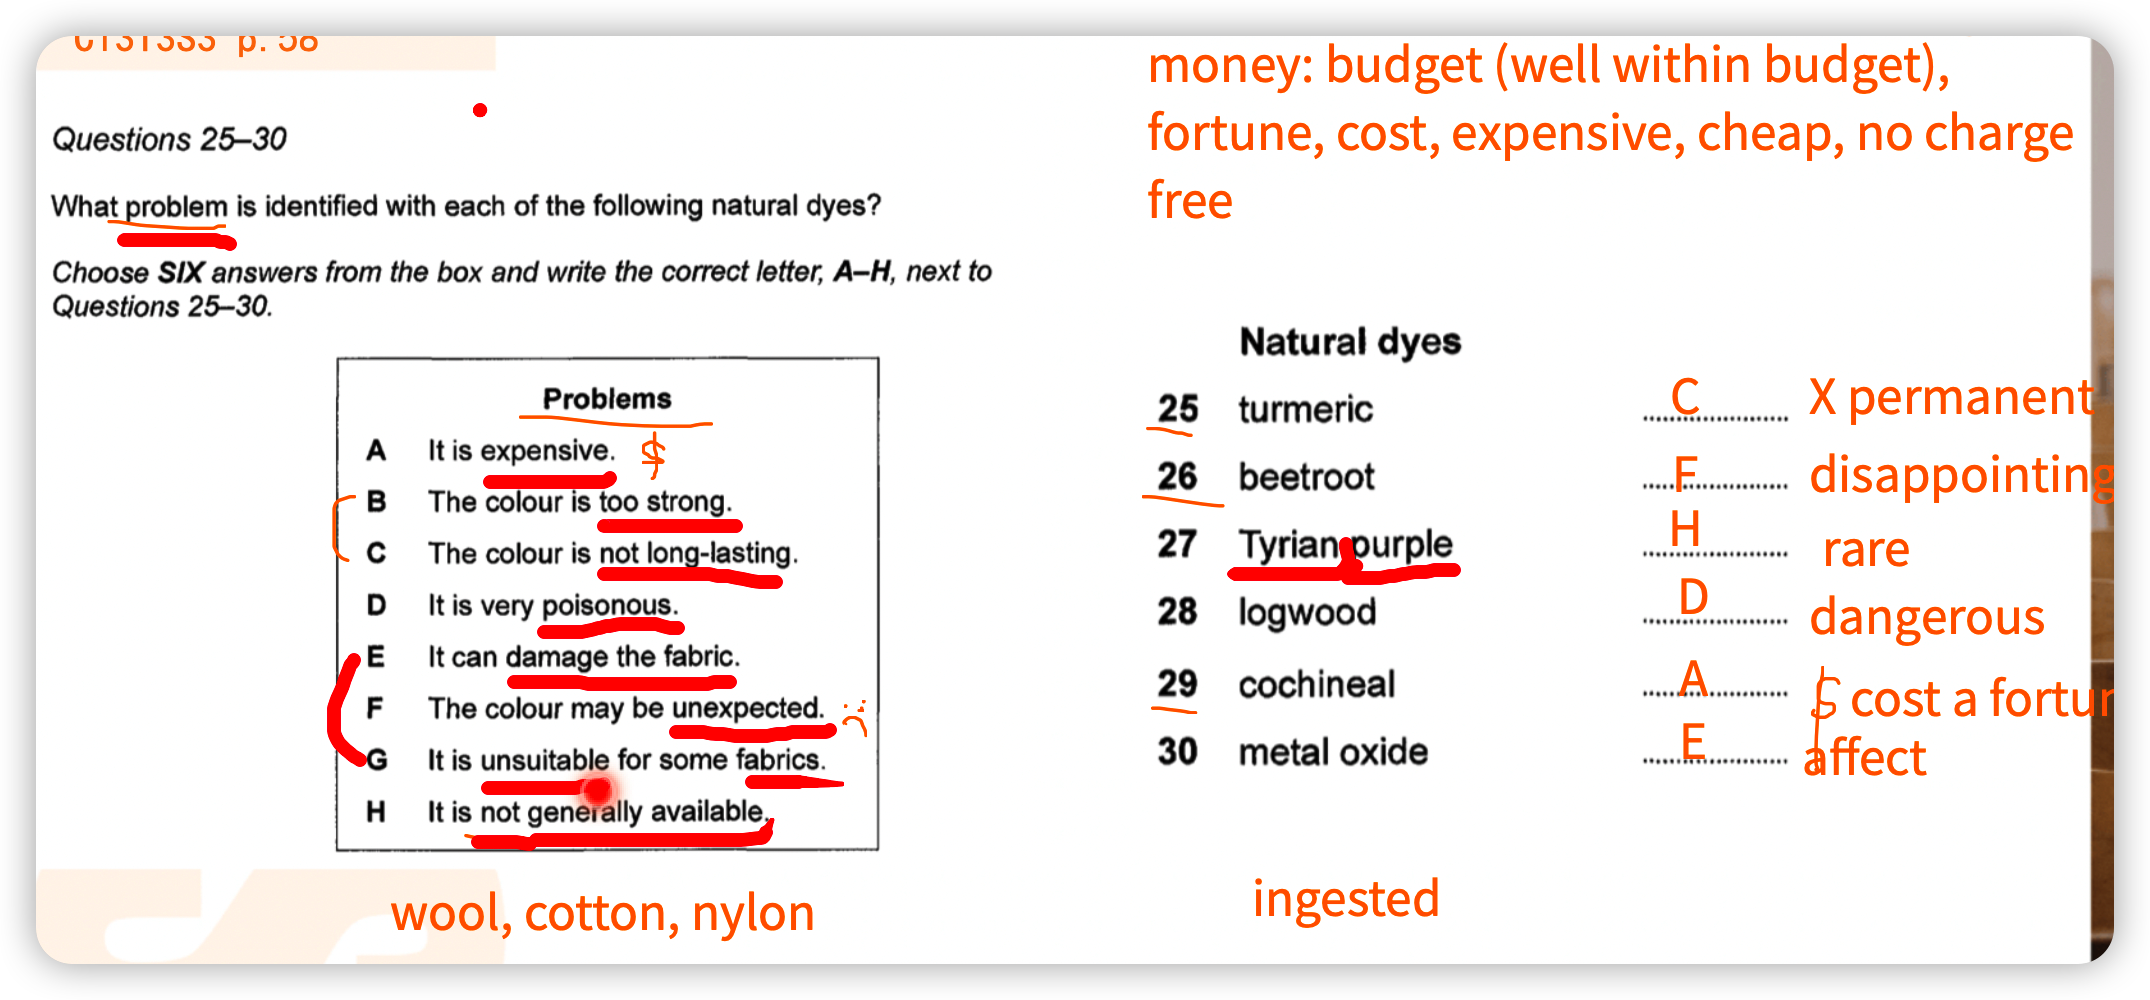 C13T3S3 p.58
Questions 25–30
What problem is identified with each of the following natural dyes?
Choose SIX answers from the box and write the correct letter, A–H, next to
Questions 25–30.
Problems
A It is expensive. $
B The colour is too strong.
C The colour is not long-lasting.
D It is very poisonous.
E It can damage the fabric.
F The colour may be unexpected.
G It is unsuitable for some fabrics.
H It is not generally available.
wool, cotton, nylon
money: budget (well within budget),
fortune, cost, expensive, cheap, no charge
free
Natural dyes
25 turmeric C X permanent
26 beetroot F disappointing
27 Tyrian purple H rare
28 logwood D dangerous
29 cochineal A $ cost a fortun
30 metal oxide E affect
ingested